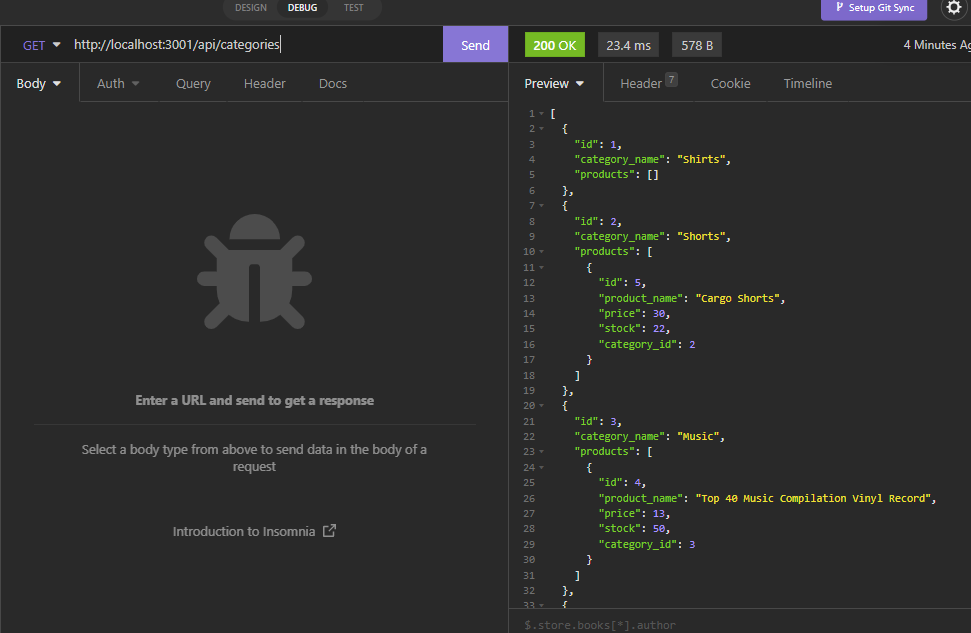 DESIGN DEBUG TEST Setup Git Sync
GET http://localhost:3001/api/categories Send 200 OK 23.4 ms 578 B 4 Minutes Ag
Body Auth Query Header Docs Preview Header 7 Cookie Timeline
1 [
2 {
3 "id": 1,
4 "category_name": "Shirts",
5 "products": []
6 },
7 {
8 "id": 2,
9 "category_name": "Shorts",
10 "products": [
11 {
12 "id": 5,
13 "product_name": "Cargo Shorts",
14 "price": 30,
15 "stock": 22,
16 "category_id": 2
17 }
18 ]
19 },
20 {
21 "id": 3,
22 "category_name": "Music",
23 "products": [
24 {
25 "id": 4,
26 "product_name": "Top 40 Music Compilation Vinyl Record",
27 "price": 13,
28 "stock": 50,
29 "category_id": 3
30 }
31 ]
32 },
33 {
$.store.books[*].author
Enter a URL and send to get a response
Select a body type from above to send data in the body of a
request
Introduction to Insomnia